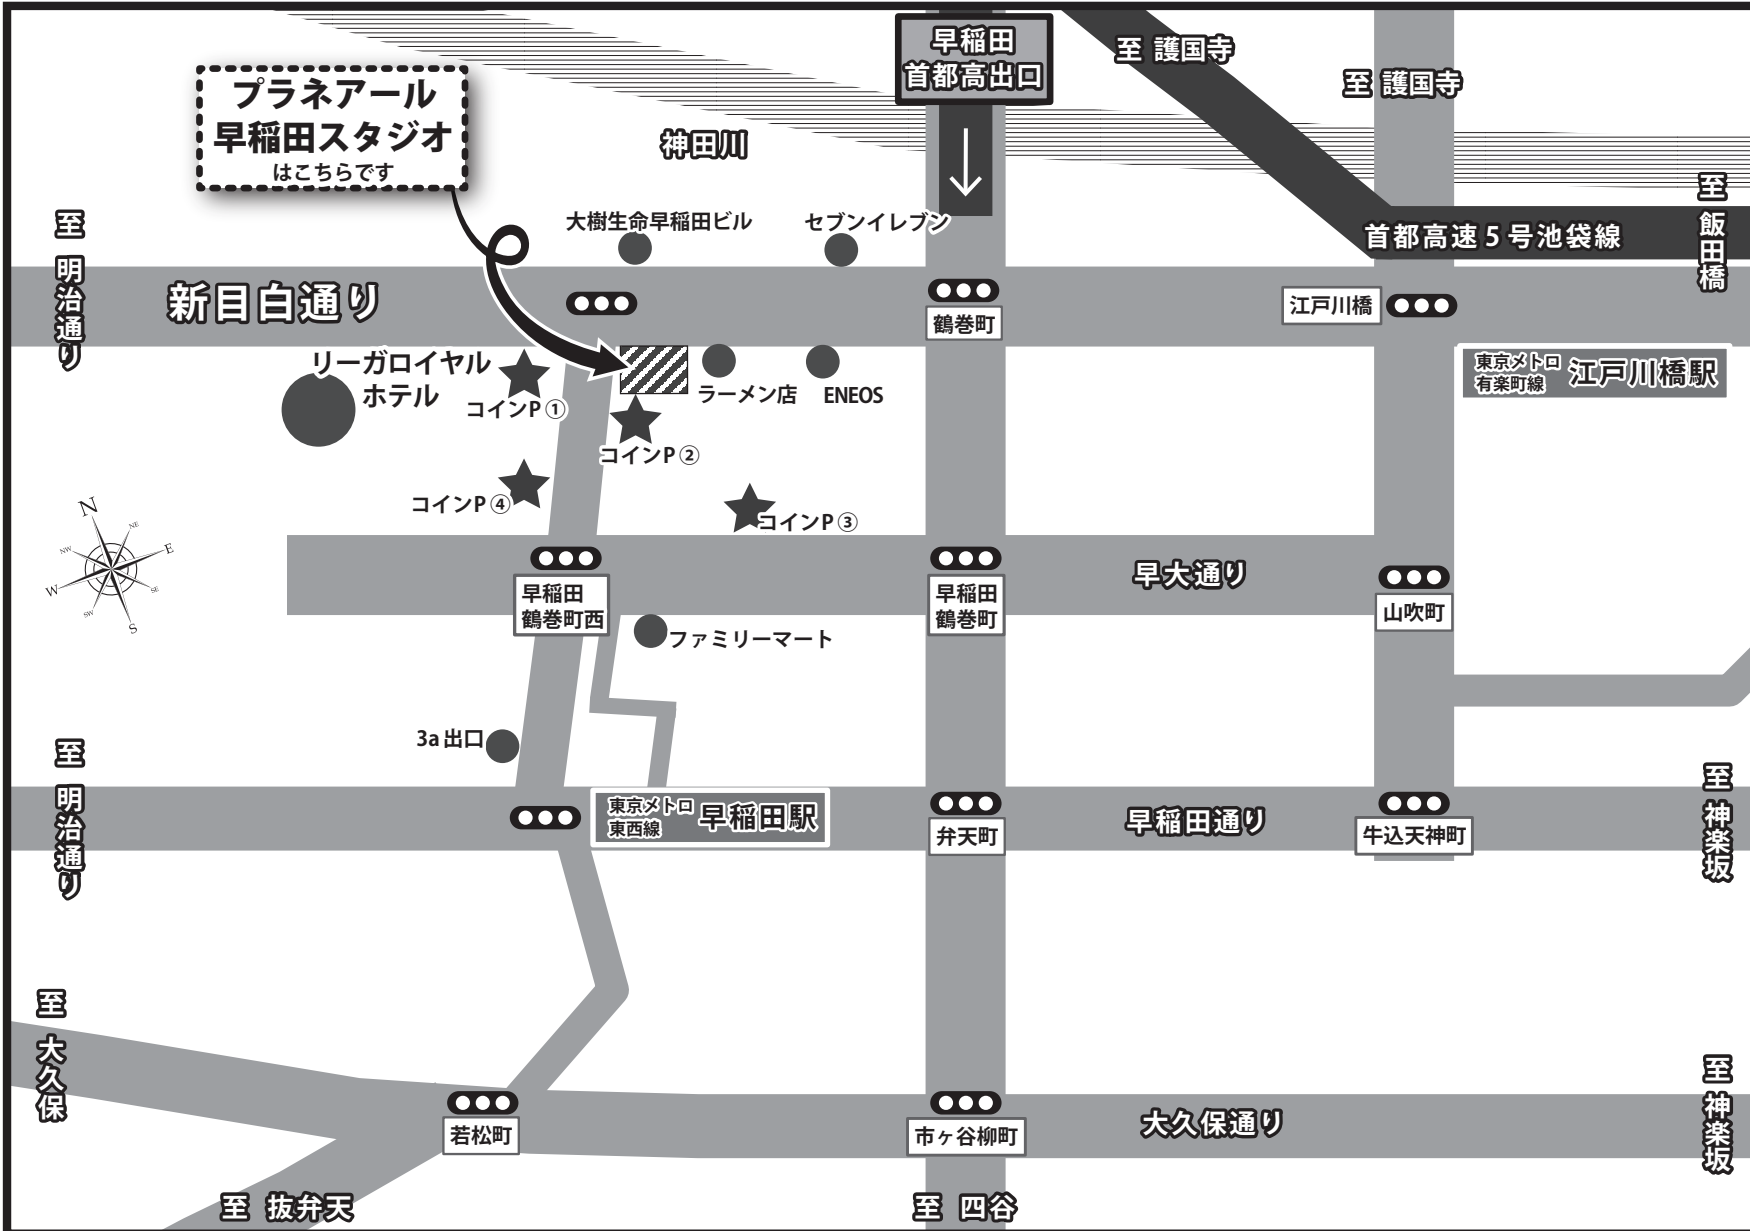 早稲田
首都高出口
至 護国寺
至 護国寺
プラネアール
早稲田スタジオ
はこちらです
神田川
至 飯田橋
至 明治通り
大樹生命早稲田ビル
セブンイレブン
首都高速5号池袋線
新目白通り
鶴巻町
江戸川橋
リーガロイヤル
ホテル
コインP①
ラーメン店
ENEOS
東京メトロ
有楽町線
江戸川橋駅
コインP②
コインP④
コインP③
N
NE
E
SE
S
SW
W
NW
早稲田
鶴巻町西
早稲田
鶴巻町
早大通り
山吹町
ファミリーマート
3a出口
至 明治通り
東京メトロ
東西線
早稲田駅
弁天町
早稲田通り
牛込天神町
至 神楽坂
至 大久保
若松町
市ヶ谷柳町
大久保通り
至 神楽坂
至 抜弁天
至 四谷